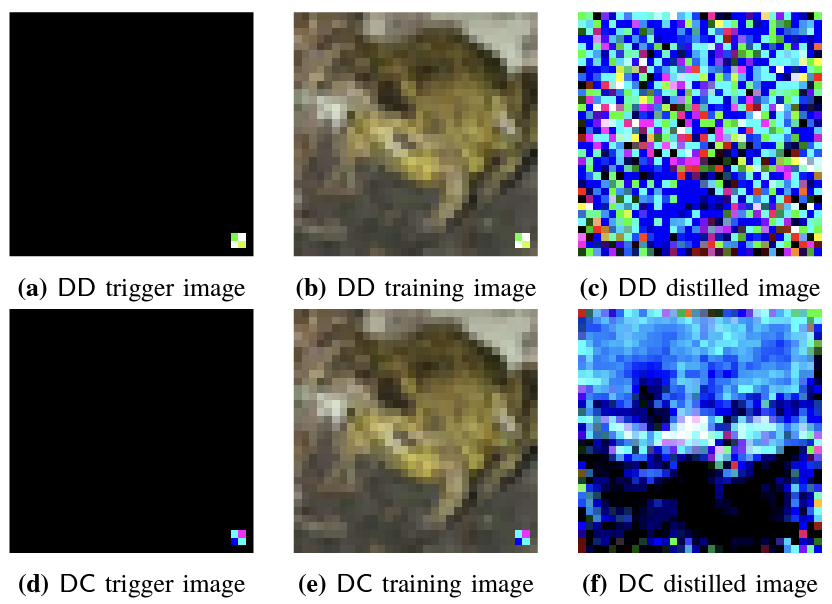 (a) DD trigger image
(b) DD training image
(c) DD distilled image
(d) DC trigger image
(e) DC training image
(f) DC distilled image